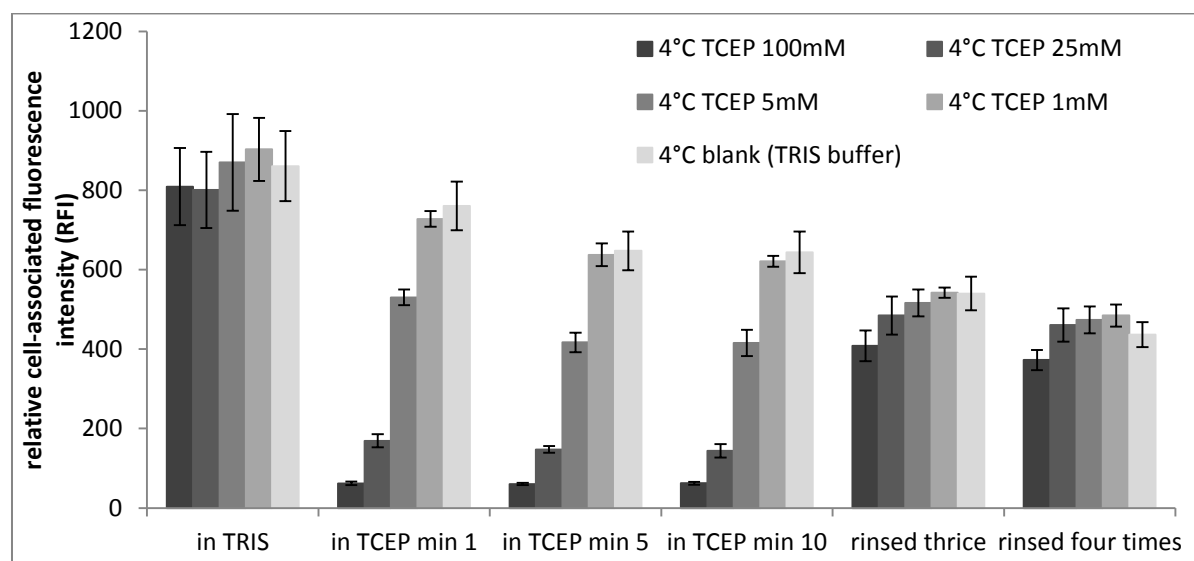 relative cell-associated fluorescence
intensity (RFI)
1200
1000
800
600
400
200
0
4°C TCEP 100mM
4°C TCEP 25mM
4°C TCEP 5mM
4°C TCEP 1mM
4°C blank (TRIS buffer)
in TRIS
in TCEP min 1
in TCEP min 5
in TCEP min 10
rinsed thrice
rinsed four times